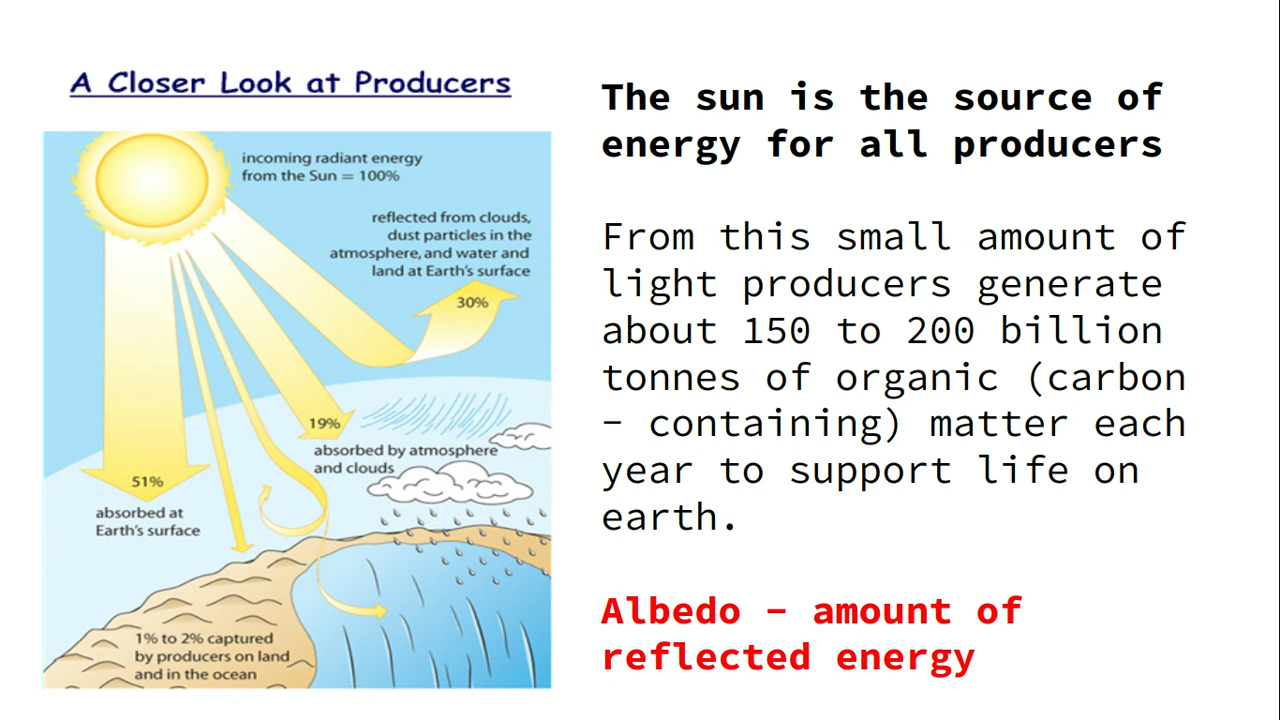 A Closer Look at Producers
incoming radiant energy
from the Sun = 100%
reflected from clouds,
dust particles in the
atmosphere, and water and
land at Earth's surface
30%
19%
absorbed by atmosphere
and clouds
51%
absorbed at
Earth's surface
1% to 2% captured
by producers on land
and in the ocean
The sun is the source of
energy for all producers
From this small amount of
light producers generate
about 150 to 200 billion
tonnes of organic (carbon
– containing) matter each
year to support life on
earth.
Albedo – amount of
reflected energy